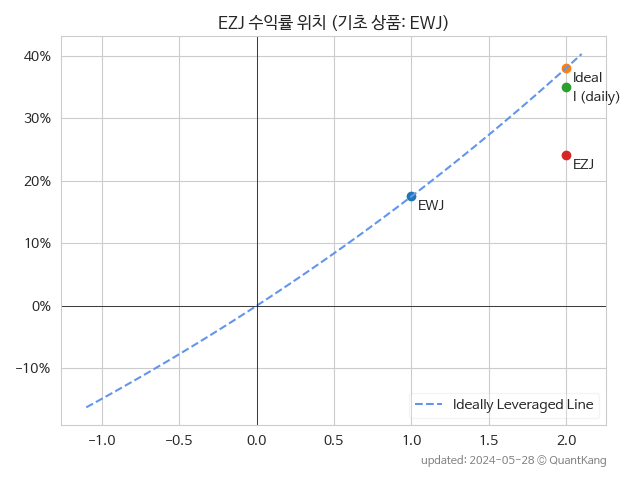 EZJ 수익률 위치 (기초 상품: EWJ)
40%
30%
20%
10%
0%
−10%
Ideal
I (daily)
EZJ
EWJ
Ideally Leveraged Line
−1.0
−0.5
0.0
0.5
1.0
1.5
2.0
updated: 2024-05-28 © QuantKang